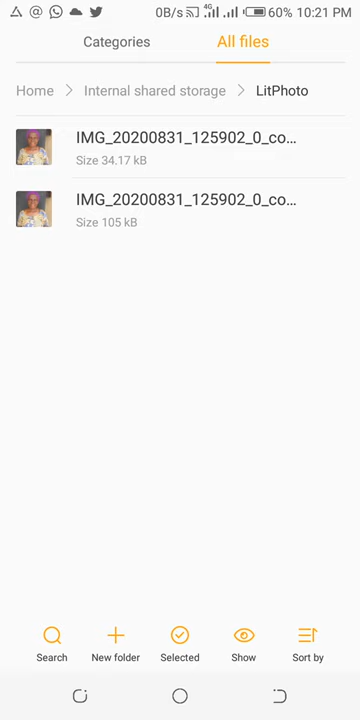 0B/s 4G 60% 10:21 PM
Categories All files
Home Internal shared storage LitPhoto
IMG_20200831_125902_0_co...
Size 34.17 kB
IMG_20200831_125902_0_co...
Size 105 kB
Search New folder Selected Show Sort by